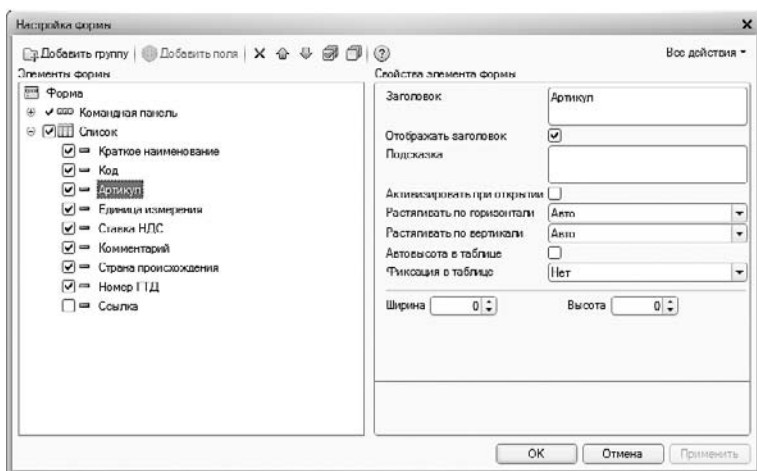 Настройка формы
Добавить группу Добавить поля Все действия
Элементы формы
Форма
Командная панель
Список
Краткое наименование
Код
Артикул
Единица измерения
Ставка НДС
Комментарий
Страна происхождения
Номер ГТД
Ссылка
Свойства элемента формы
Заголовок Артикул
Отображать заголовок
Подсказка
Активизировать при открытии
Растягивать по горизонтали Авто
Растягивать по вертикали Авто
Автовысота в таблице
Фиксация в таблице Нет
Ширина 0 Высота 0
ОК Отмена Применить